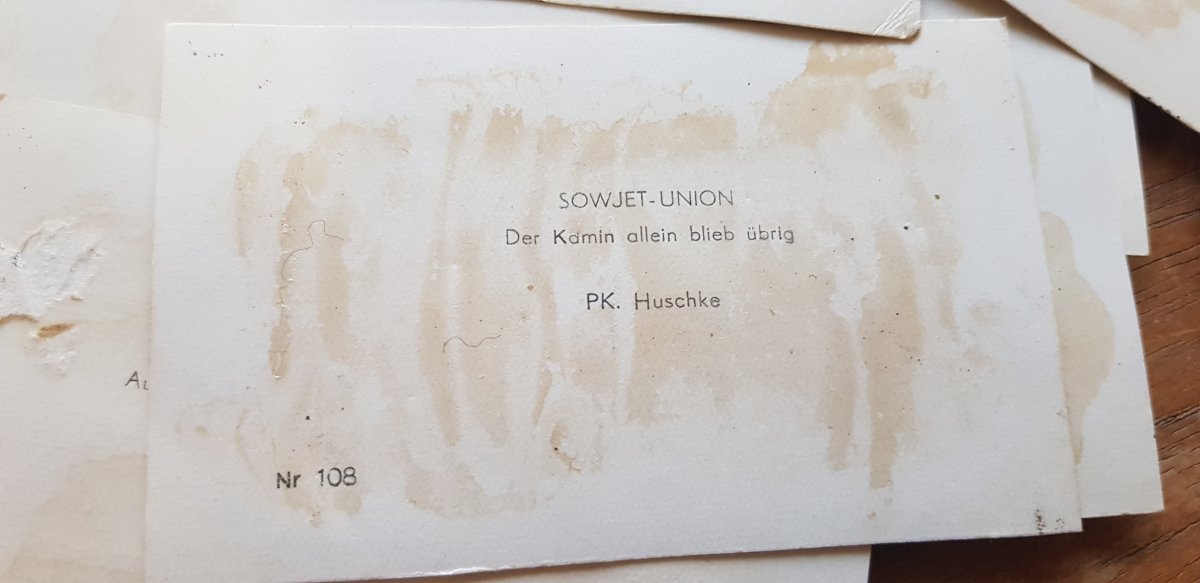 SOWJET-UNION
Der Kamin allein blieb übrig
PK. Huschke
Nr 108